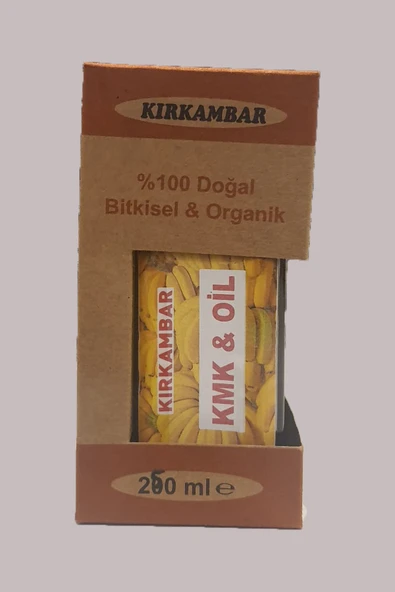 KIRKAMBAR
%100 Doğal
Bitkisel & Organik
KIRKAMBAR
KMK & OİL
250 ml e